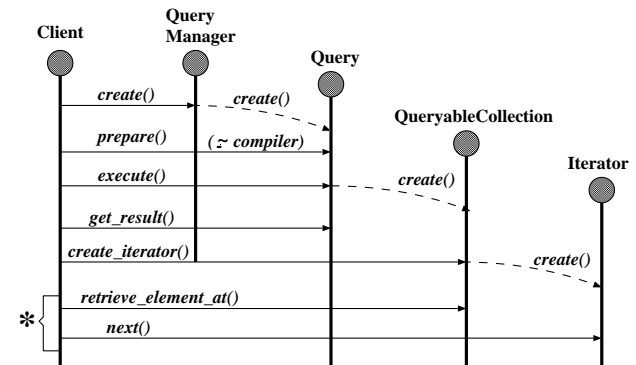 Client
Query
Manager
Query
QueryableCollection
Iterator
create()
create()
prepare()
(~ compiler)
execute()
create()
get_result()
create_iterator()
create()
retrieve_element_at()
*
next()